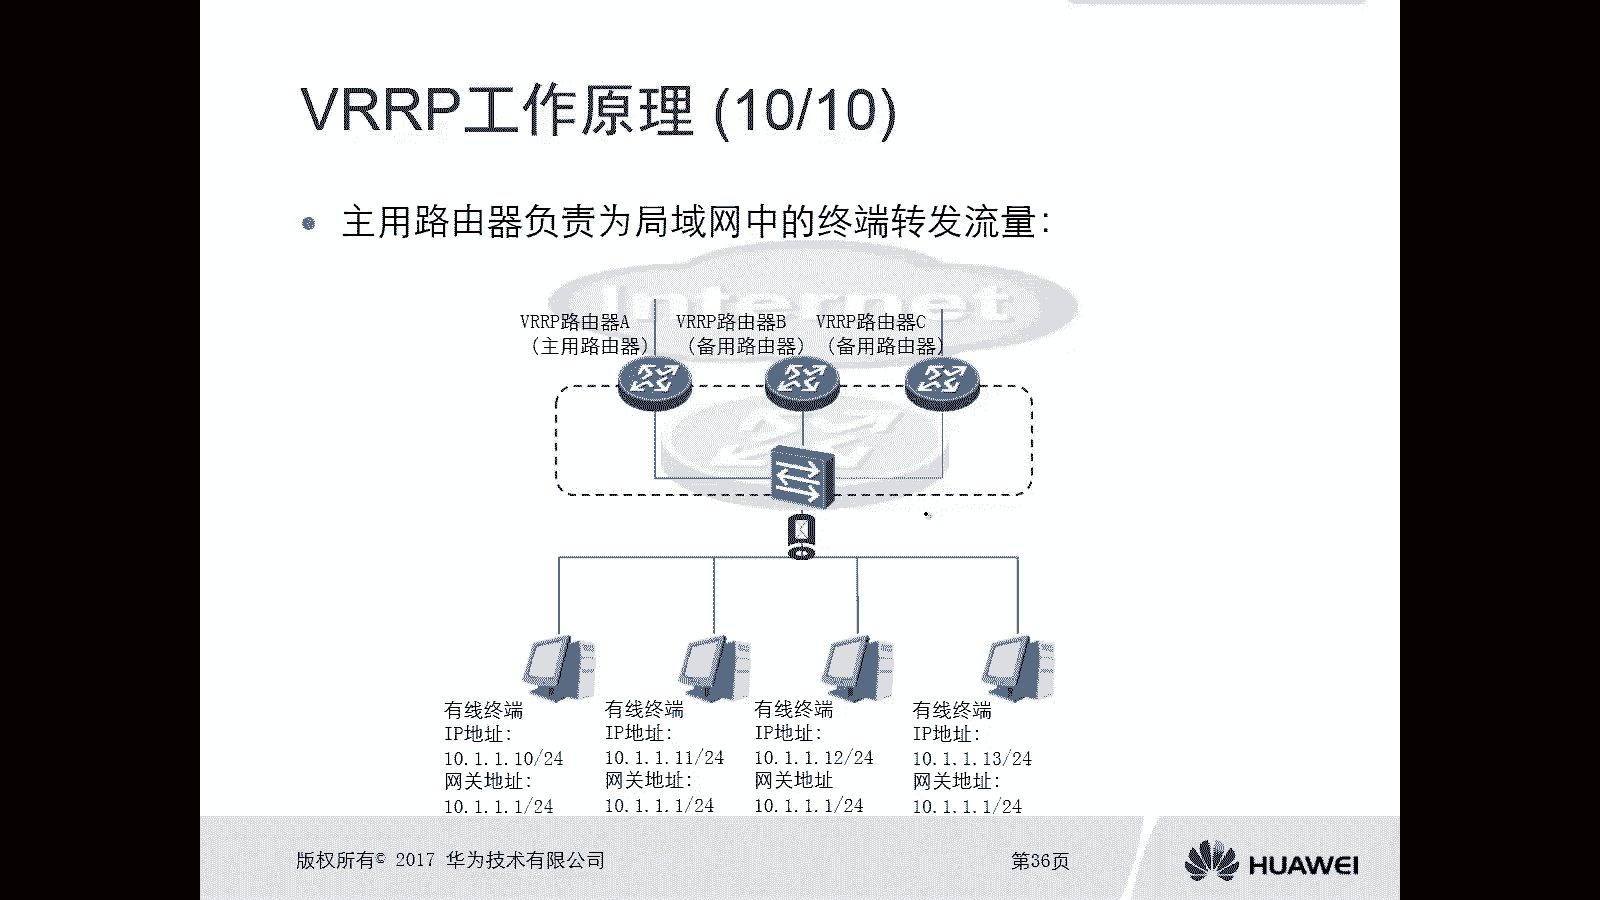 VRRP工作原理 (10/10)
主用路由器负责为局域网中的终端转发流量：
Internet
VRRP路由器A
（主用路由器）
VRRP路由器B
（备用路由器）
VRRP路由器C
（备用路由器）
有线终端
IP地址：
10.1.1.10/24
网关地址：
10.1.1.1/24
有线终端
IP地址：
10.1.1.11/24
网关地址：
10.1.1.1/24
有线终端
IP地址：
10.1.1.12/24
网关地址
10.1.1.1/24
有线终端
IP地址：
10.1.1.13/24
网关地址：
10.1.1.1/24
版权所有© 2017 华为技术有限公司
第36页
HUAWEI